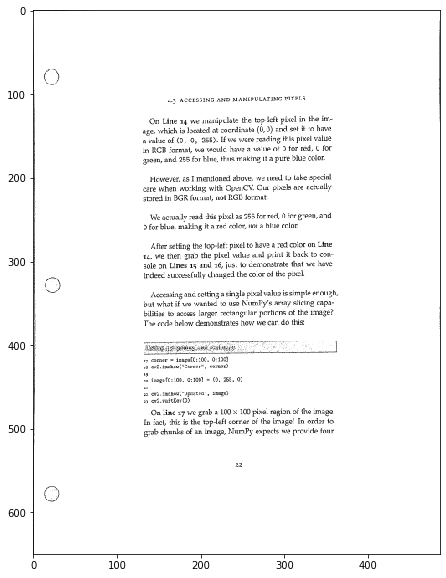 0
100
200
300
400
500
600
0 100 200 300 400
4.3 ACCESSING AND MANIPULATING PIXELS
On Line 14 we manipulate the top-left pixel in the im-
age, which is located at coordinate (0,0) and set it to have
a value of (0, 0, 255). If we were reading this pixel value
in RGB format, we would have a value of 0 for red, 0 for
green, and 255 for blue, thus making it a pure blue color.
However, as I mentioned above, we need to take special
care when working with OpenCV. Our pixels are actually
stored in BGR format, not RGB format.
We actually read this pixel as 255 for red, 0 for green, and
0 for blue, making it a red color, not a blue color.
After setting the top-left pixel to have a red color on Line
14, we then grab the pixel value and print it back to con-
sole on Lines 15 and 16, just to demonstrate that we have
indeed successfully changed the color of the pixel.
Accessing and setting a single pixel value is simple enough,
but what if we wanted to use NumPy's array slicing capa-
bilities to access larger rectangular portions of the image?
The code below demonstrates how we can do this:
17 corner = image[0:100, 0:100]
18 cv2.imshow("Corner", corner)
19
20 image[0:100, 0:100] = (0, 255, 0)
21
22 cv2.imshow("Updated", image)
23 cv2.waitKey(0)
On line 17 we grab a 100 × 100 pixel region of the image.
In fact, this is the top-left corner of the image! In order to
grab chunks of an image, NumPy expects we provide four
22